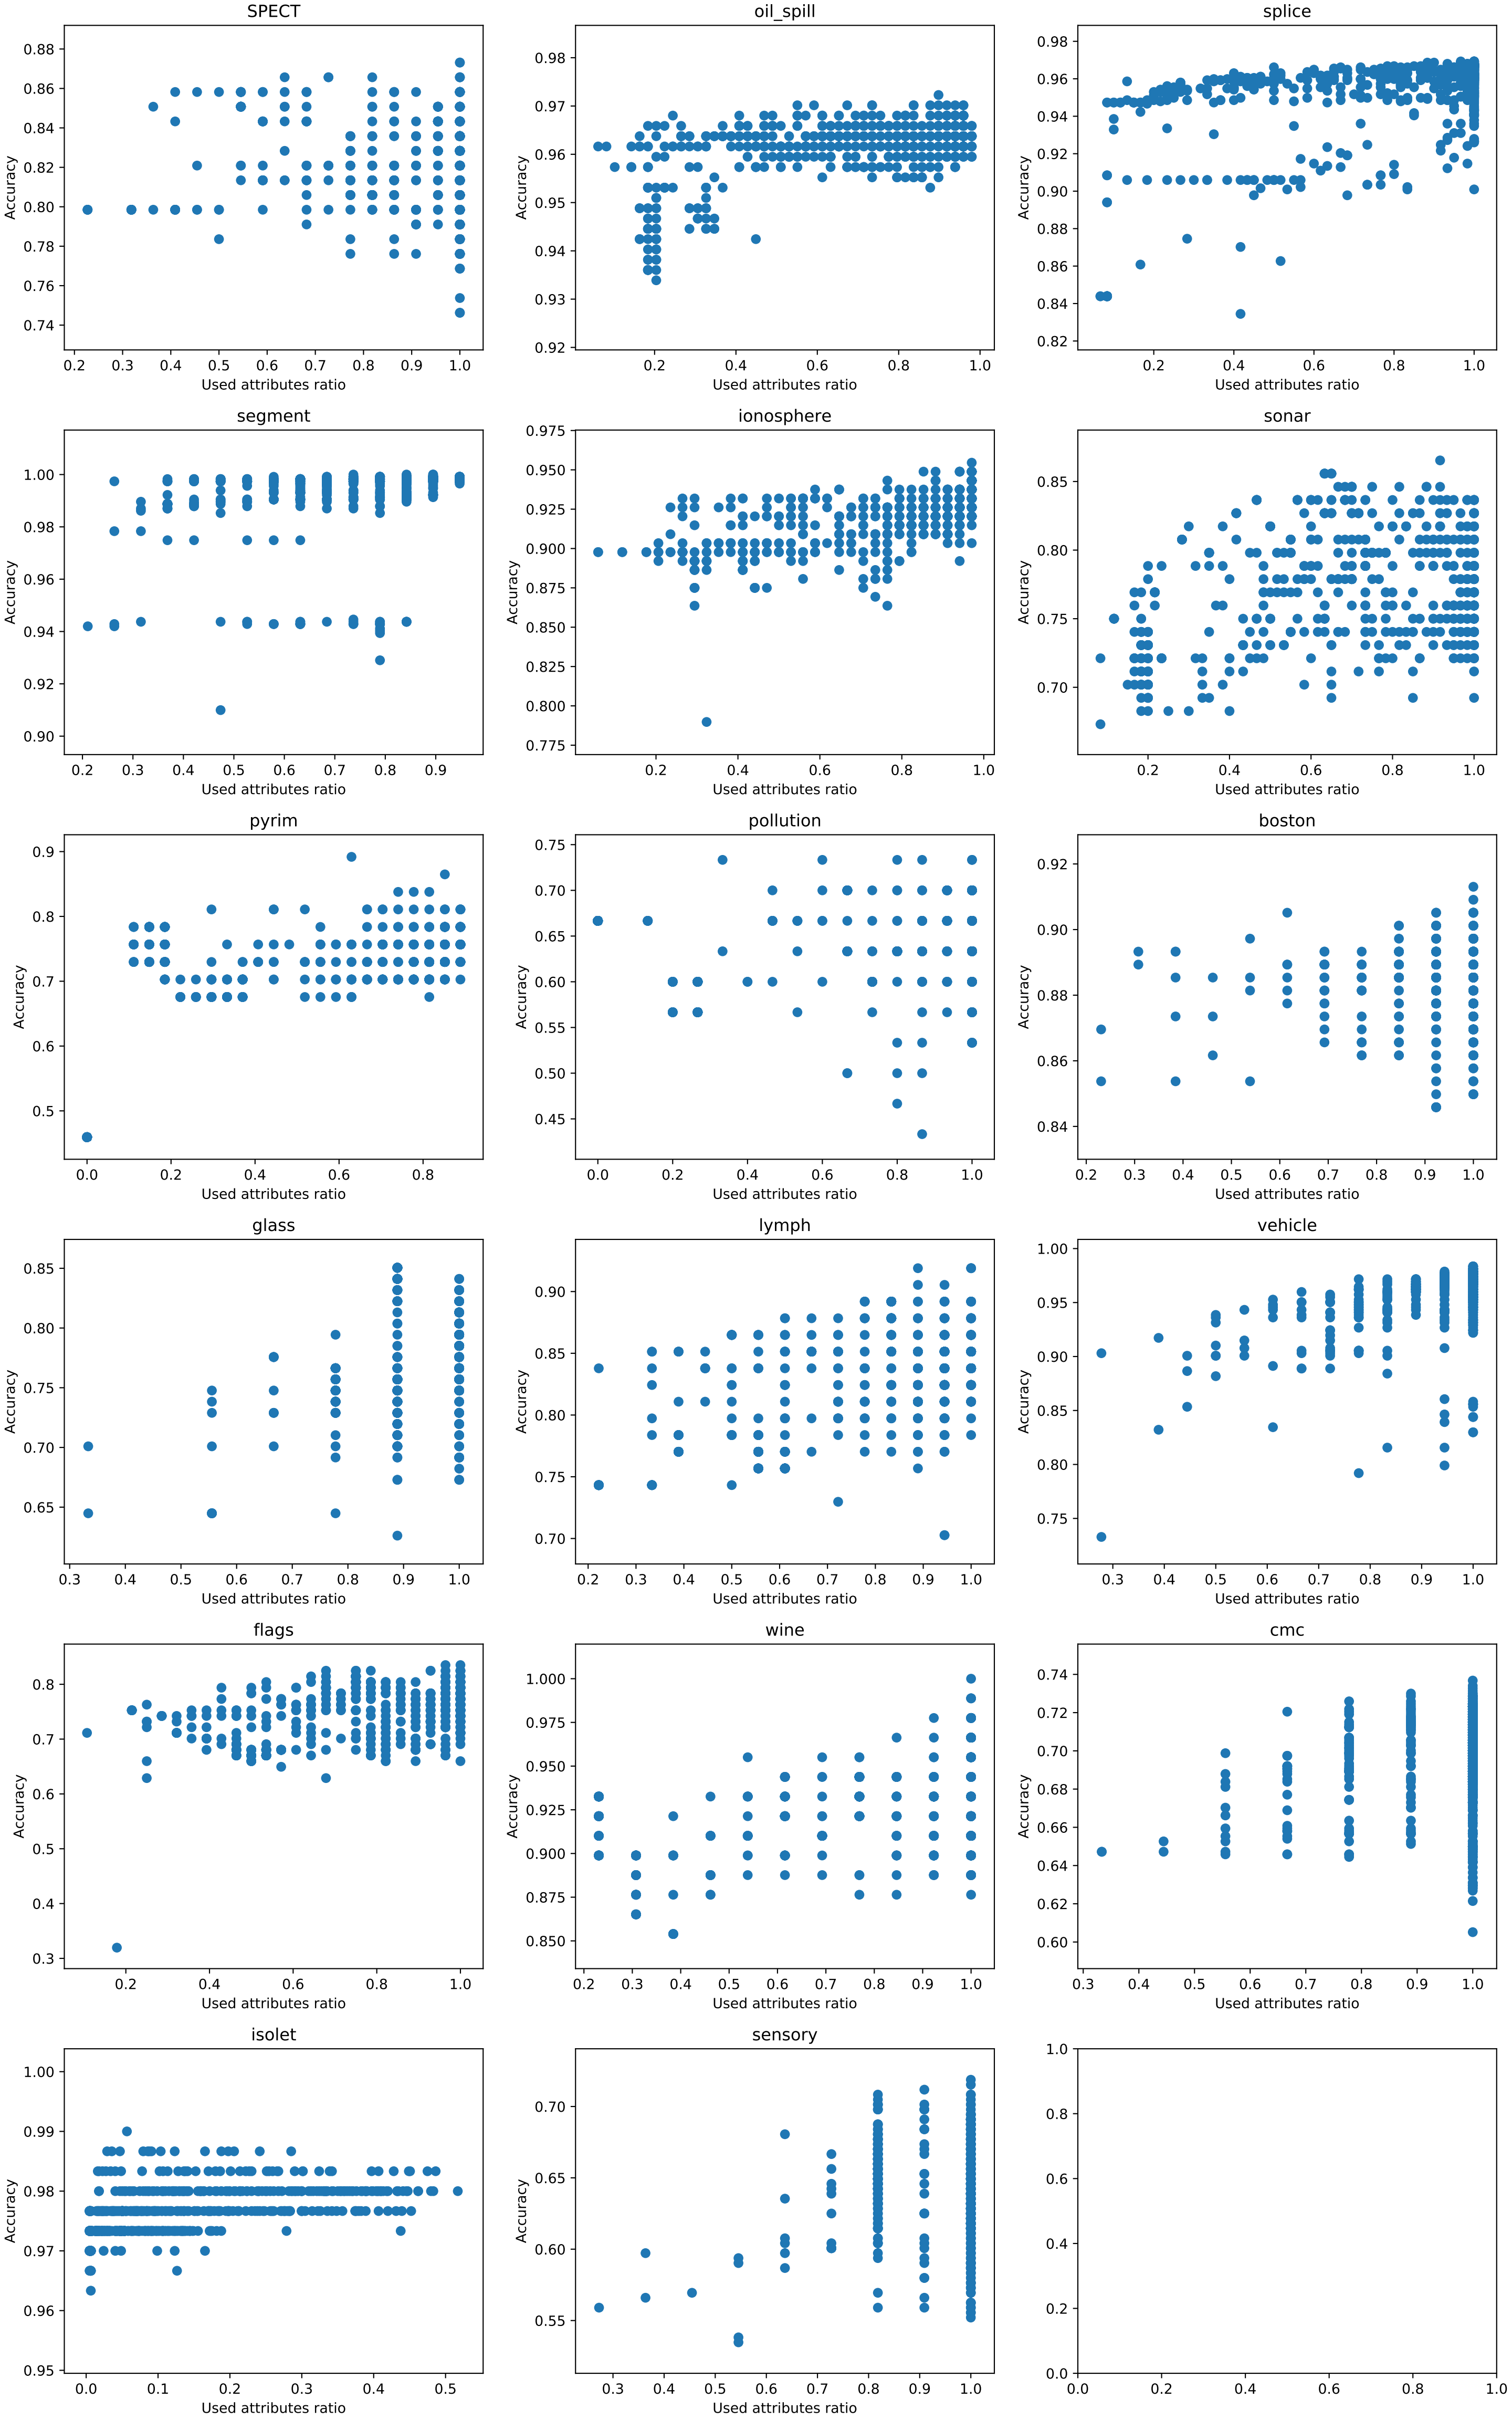 SPECT
oil_spill
splice
0.88
0.86
0.84
0.82
0.80
0.78
0.76
0.74
Accuracy
0.2 0.3 0.4 0.5 0.6 0.7 0.8 0.9 1.0
Used attributes ratio
0.98
0.97
0.96
0.95
0.94
0.93
0.92
Accuracy
0.2 0.4 0.6 0.8 1.0
Used attributes ratio
0.98
0.96
0.94
0.92
0.90
0.88
0.86
0.84
0.82
Accuracy
0.2 0.4 0.6 0.8 1.0
Used attributes ratio
segment
ionosphere
sonar
1.00
0.98
0.96
0.94
0.92
0.90
Accuracy
0.2 0.3 0.4 0.5 0.6 0.7 0.8 0.9
Used attributes ratio
0.975
0.950
0.925
0.900
0.875
0.850
0.825
0.800
0.775
Accuracy
0.2 0.4 0.6 0.8 1.0
Used attributes ratio
0.85
0.80
0.75
0.70
Accuracy
0.2 0.4 0.6 0.8 1.0
Used attributes ratio
pyrim
pollution
boston
0.9
0.8
0.7
0.6
0.5
Accuracy
0.0 0.2 0.4 0.6 0.8
Used attributes ratio
0.75
0.70
0.65
0.60
0.55
0.50
0.45
Accuracy
0.0 0.2 0.4 0.6 0.8 1.0
Used attributes ratio
0.92
0.90
0.88
0.86
0.84
Accuracy
0.2 0.3 0.4 0.5 0.6 0.7 0.8 0.9 1.0
Used attributes ratio
glass
lymph
vehicle
0.85
0.80
0.75
0.70
0.65
Accuracy
0.3 0.4 0.5 0.6 0.7 0.8 0.9 1.0
Used attributes ratio
0.90
0.85
0.80
0.75
0.70
Accuracy
0.2 0.3 0.4 0.5 0.6 0.7 0.8 0.9 1.0
Used attributes ratio
1.00
0.95
0.90
0.85
0.80
0.75
Accuracy
0.3 0.4 0.5 0.6 0.7 0.8 0.9 1.0
Used attributes ratio
flags
wine
cmc
0.8
0.7
0.6
0.5
0.4
0.3
Accuracy
0.2 0.4 0.6 0.8 1.0
Used attributes ratio
1.000
0.975
0.950
0.925
0.900
0.875
0.850
Accuracy
0.2 0.3 0.4 0.5 0.6 0.7 0.8 0.9 1.0
Used attributes ratio
0.74
0.72
0.70
0.68
0.66
0.64
0.62
0.60
Accuracy
0.3 0.4 0.5 0.6 0.7 0.8 0.9 1.0
Used attributes ratio
isolet
sensory
1.00
0.99
0.98
0.97
0.96
0.95
Accuracy
0.0 0.1 0.2 0.3 0.4 0.5
Used attributes ratio
0.70
0.65
0.60
0.55
Accuracy
0.3 0.4 0.5 0.6 0.7 0.8 0.9 1.0
Used attributes ratio
1.0
0.8
0.6
0.4
0.2
0.0
0.0 0.2 0.4 0.6 0.8 1.0